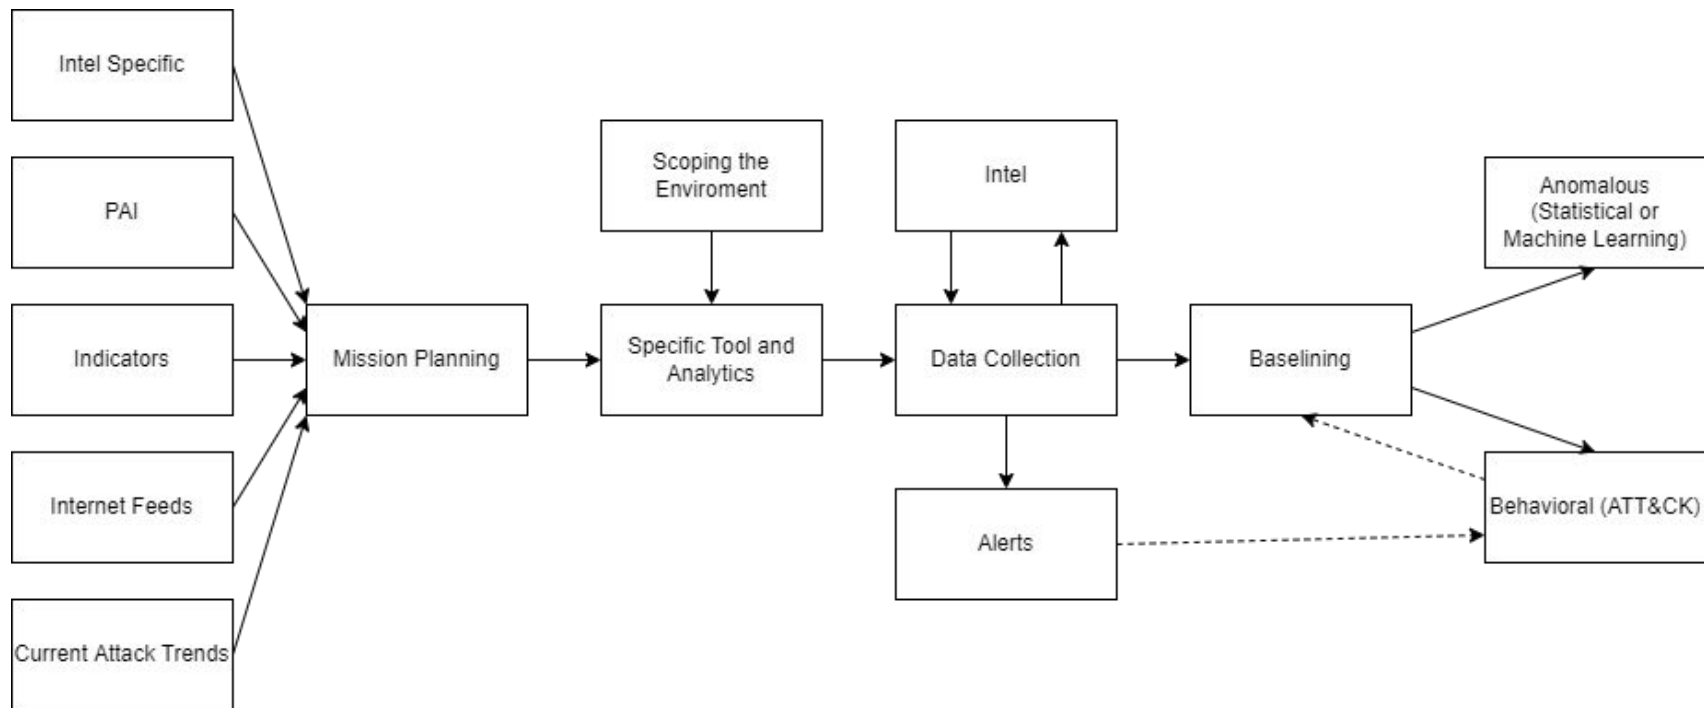 Intel Specific
PAI
Indicators
Internet Feeds
Current Attack Trends
Mission Planning
Scoping the
Enviroment
Specific Tool and
Analytics
Intel
Data Collection
Alerts
Baselining
Anomalous
(Statistical or
Machine Learning)
Behavioral (ATT&CK)